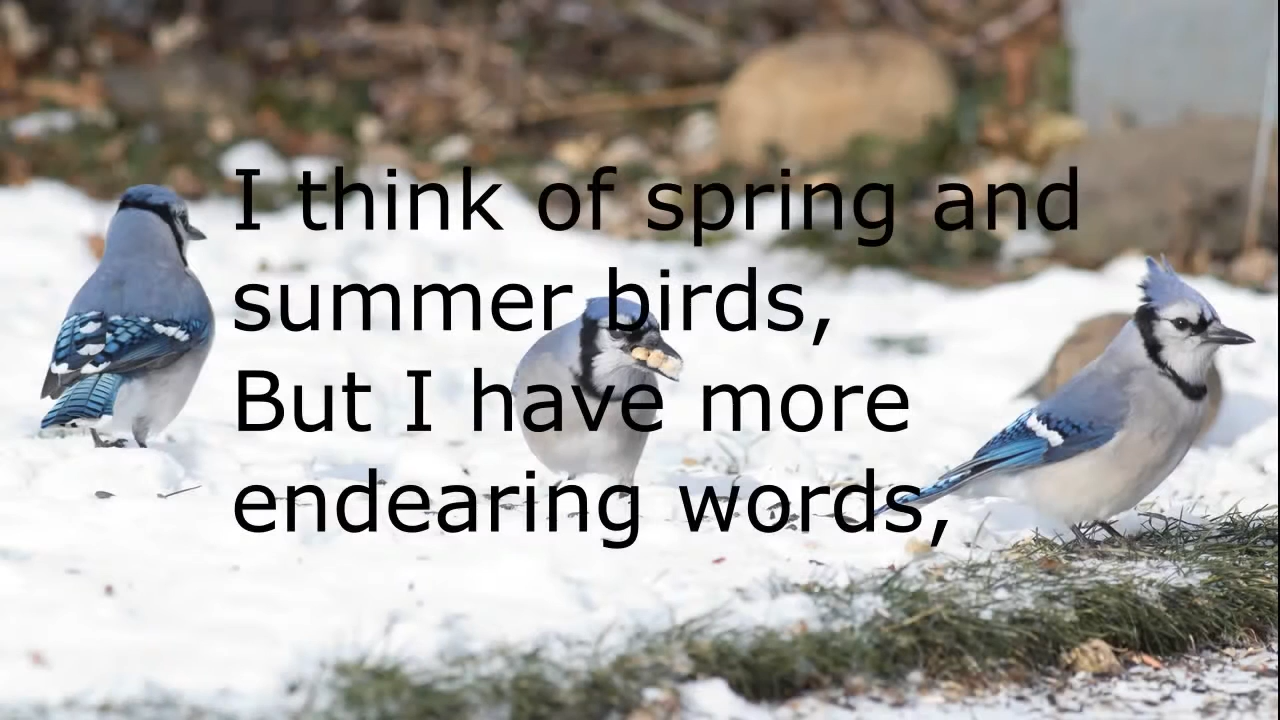 I think of spring and
summer birds,
But I have more
endearing words,